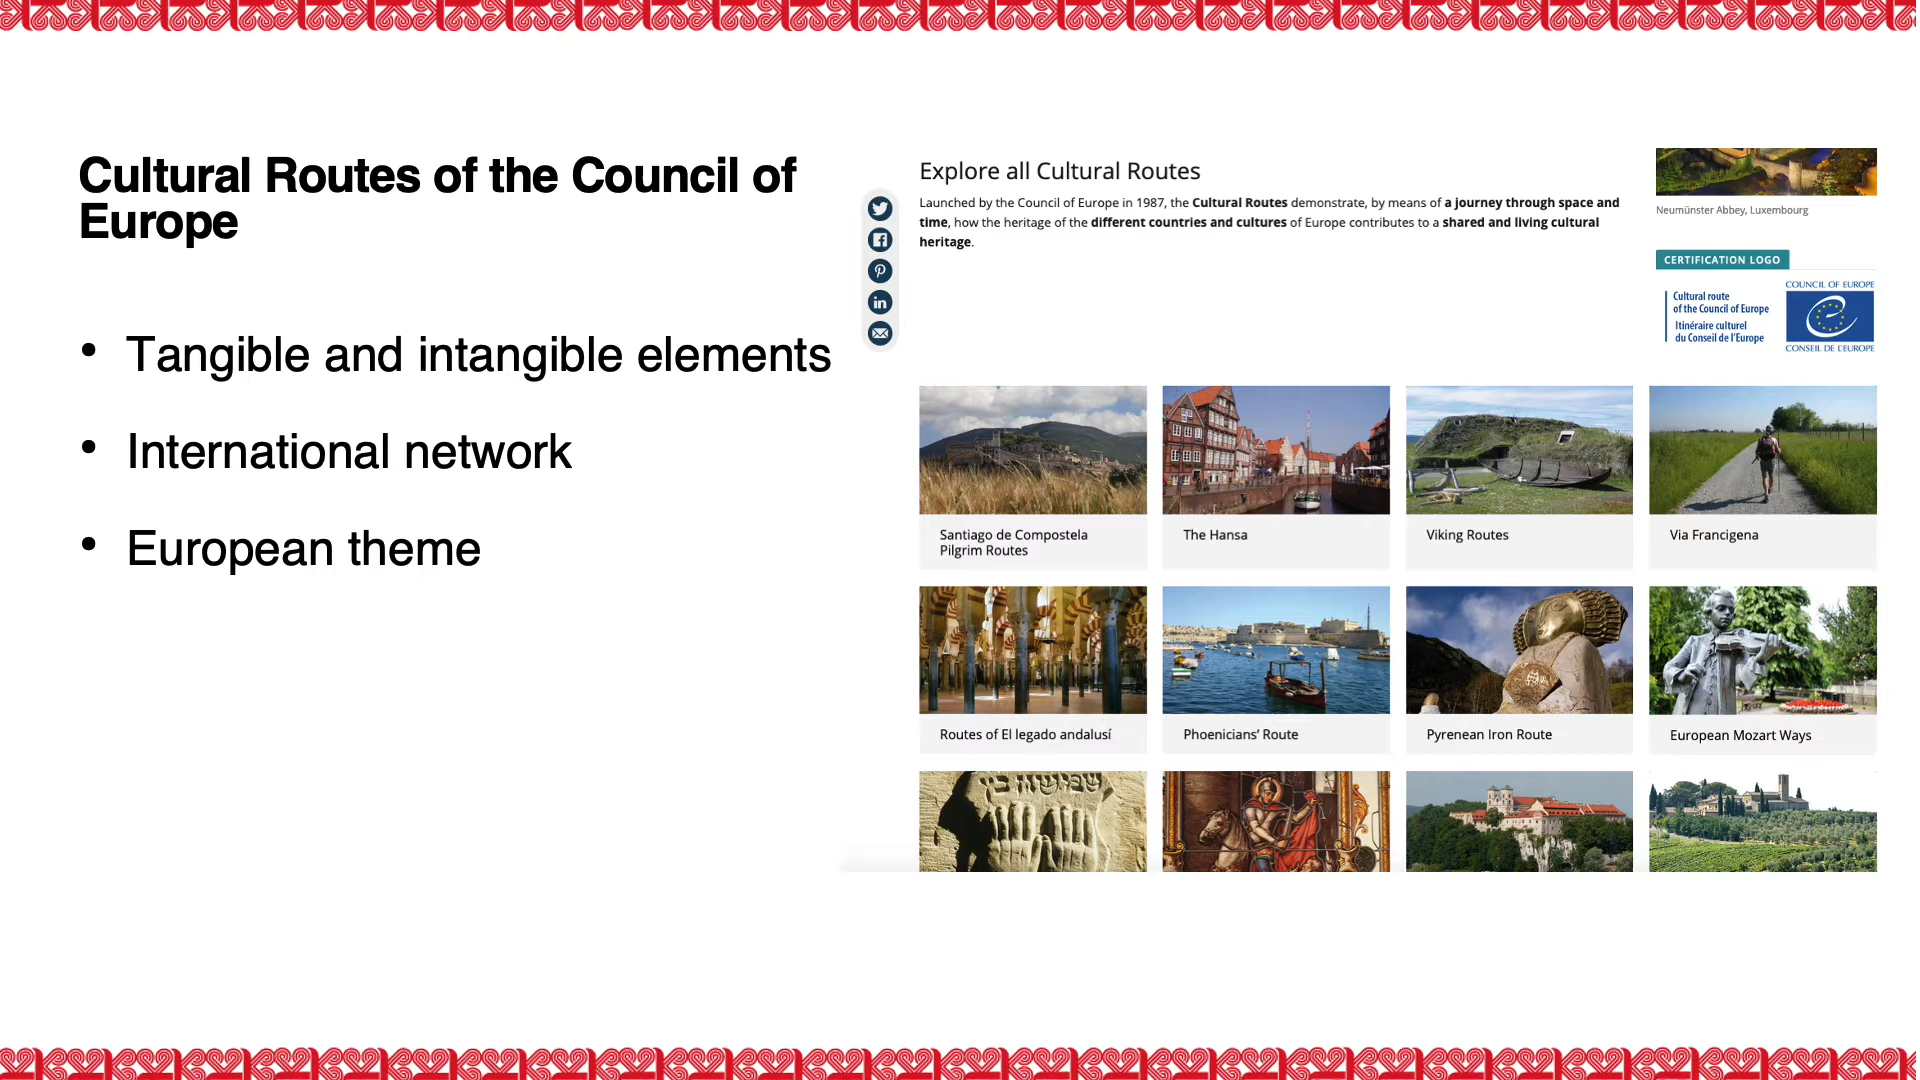 Cultural Routes of the Council of
Europe
• Tangible and intangible elements
• International network
• European theme
Explore all Cultural Routes
Launched by the Council of Europe in 1987, the Cultural Routes demonstrate, by means of a journey through space and
time, how the heritage of the different countries and cultures of Europe contributes to a shared and living cultural
heritage.
Neumünster Abbey, Luxembourg
CERTIFICATION LOGO
Cultural route
of the Council of Europe
Itinéraire culturel
du Conseil de l'Europe
COUNCIL OF EUROPE
CONSEIL DE L'EUROPE
Santiago de Compostela
Pilgrim Routes
The Hansa
Viking Routes
Via Francigena
Routes of El legado andalusí
Phoenicians' Route
Pyrenean Iron Route
European Mozart Ways